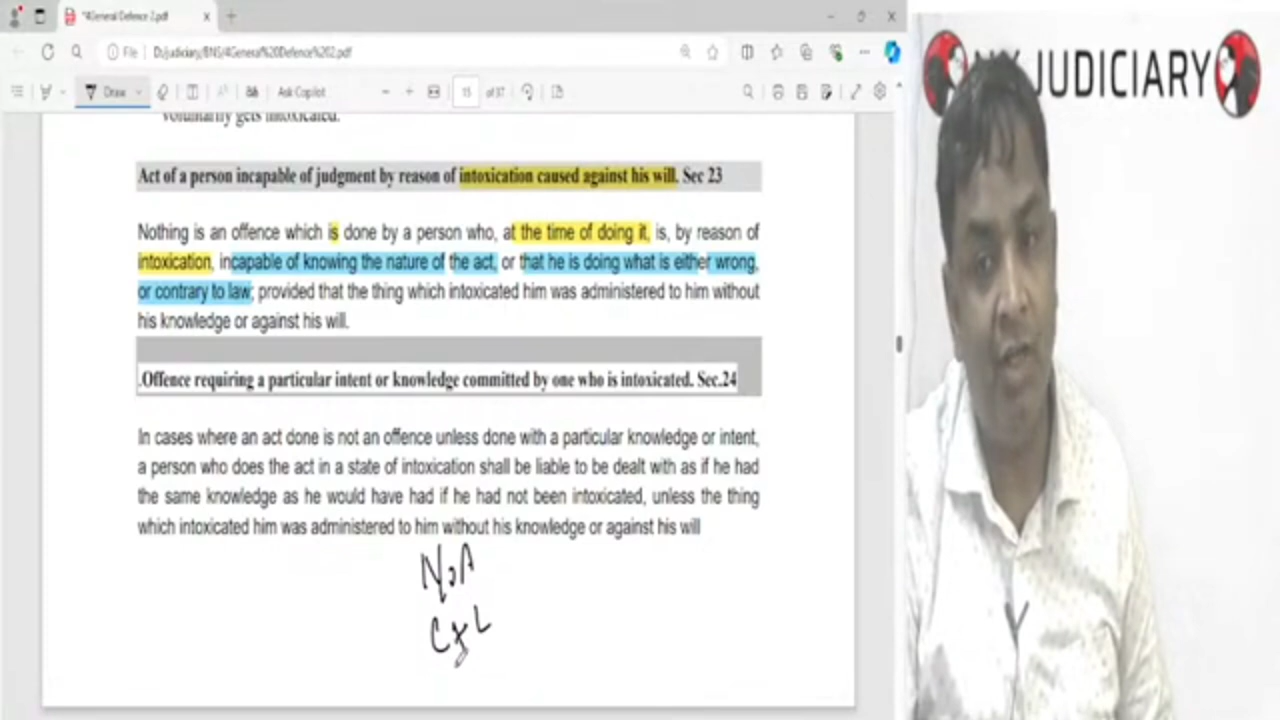 *4General Defence 2.pdf
File D:/judiciary/BNS/4General%20Defence%202.pdf
Draw Ask Copilot 15 of 37
voluntarily gets intoxicated.
Act of a person incapable of judgment by reason of intoxication caused against his will. Sec 23
Nothing is an offence which is done by a person who, at the time of doing it, is, by reason of
intoxication, incapable of knowing the nature of the act, or that he is doing what is either wrong,
or contrary to law; provided that the thing which intoxicated him was administered to him without
his knowledge or against his will.
.Offence requiring a particular intent or knowledge committed by one who is intoxicated. Sec.24
In cases where an act done is not an offence unless done with a particular knowledge or intent,
a person who does the act in a state of intoxication shall be liable to be dealt with as if he had
the same knowledge as he would have had if he had not been intoxicated, unless the thing
which intoxicated him was administered to him without his knowledge or against his will
JUDICIARY